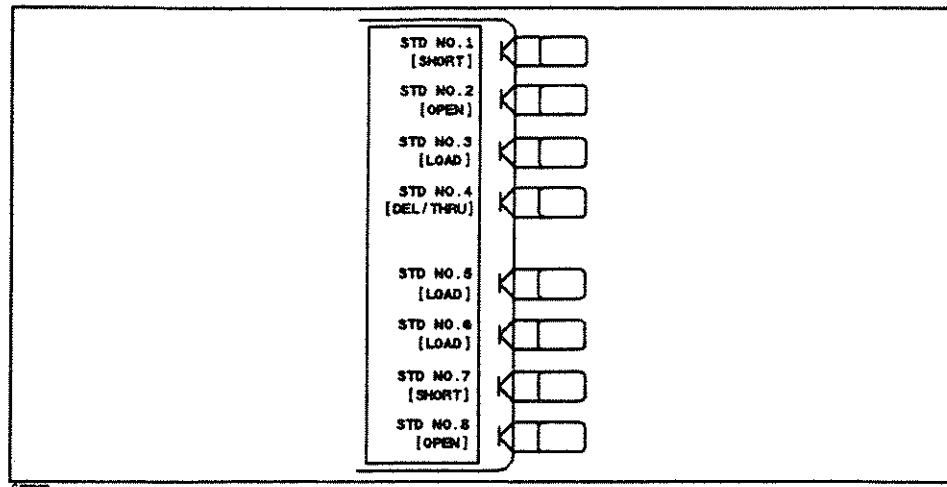 STD NO.1
[SHORT]
STD NO.2
[OPEN]
STD NO.3
[LOAD]
STD NO.4
[DEL/THRU]
STD NO.5
[LOAD]
STD NO.6
[LOAD]
STD NO.7
[SHORT]
STD NO.8
[OPEN]